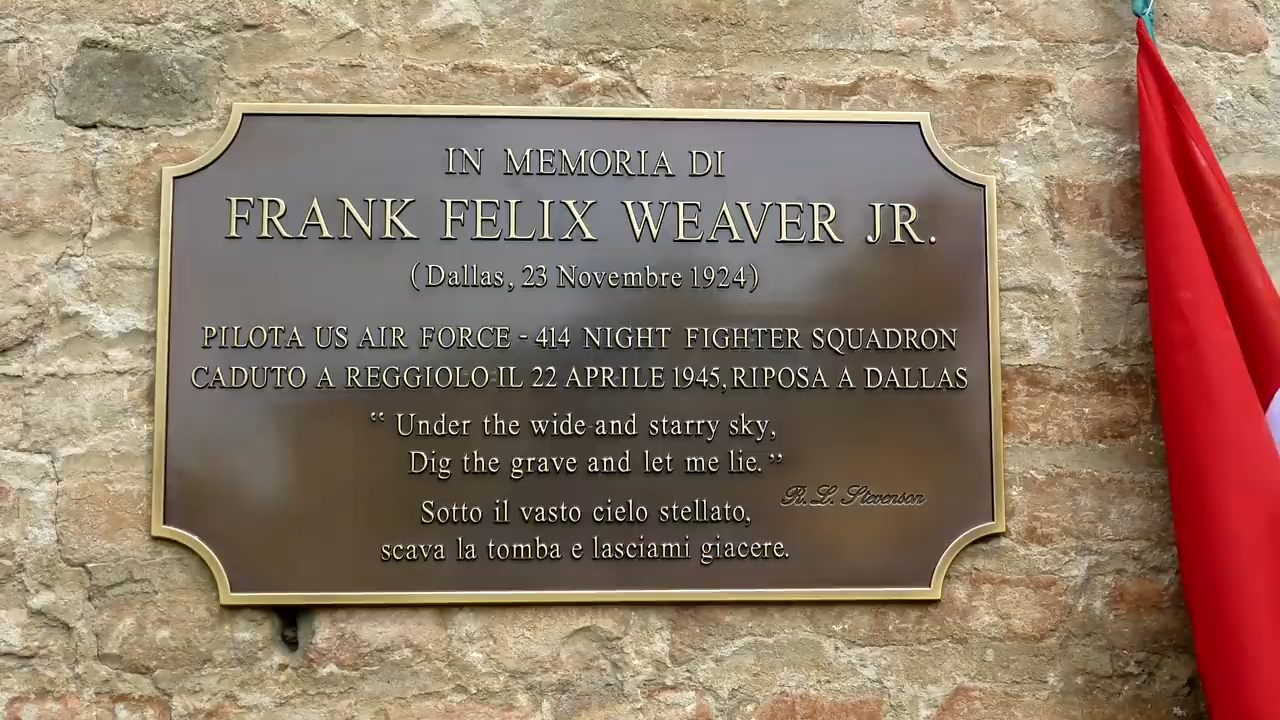 IN MEMORIA DI
FRANK FELIX WEAVER JR.
(Dallas, 23 Novembre 1924)
PILOTA US AIR FORCE - 414 NIGHT FIGHTER SQUADRON
CADUTO A REGGIOLO IL 22 APRILE 1945, RIPOSA A DALLAS
“ Under the wide and starry sky,
Dig the grave and let me lie. ”
R. L. Stevenson
Sotto il vasto cielo stellato,
scava la tomba e lasciami giacere.